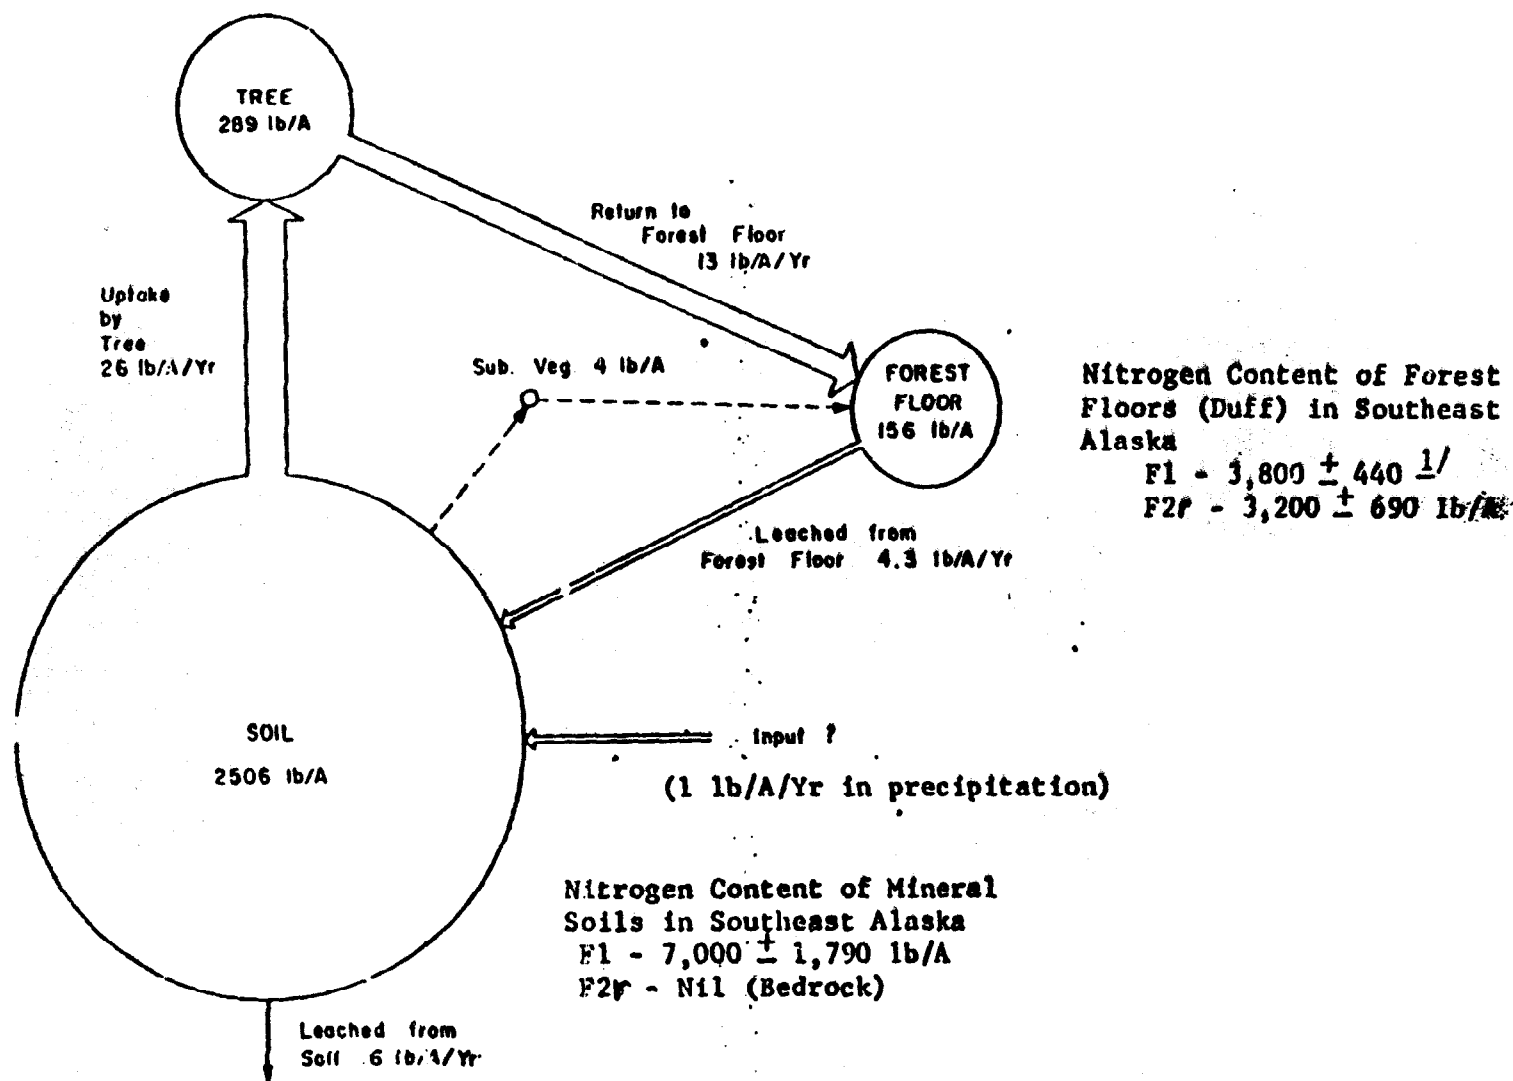 TREE
289 lb/A
Return to
Forest Floor
13 lb/A/Yr
Uptake
by
Tree
26 lb/A/Yr
Sub. Veg 4 lb/A
FOREST
FLOOR
156 lb/A
Nitrogen Content of Forest
Floors (Duff) in Southeast
Alaska
F1 - 3,800 ± 440 1/
F2r - 3,200 ± 690 lb/A
Leached from
Forest Floor 4.3 lb/A/Yr
SOIL
2506 lb/A
Input ?
(1 lb/A/Yr in precipitation)
Nitrogen Content of Mineral
Soils in Southeast Alaska
F1 - 7,000 ± 1,790 lb/A
F2r - Nil (Bedrock)
Leached from
Soil .6 lb/A/Yr